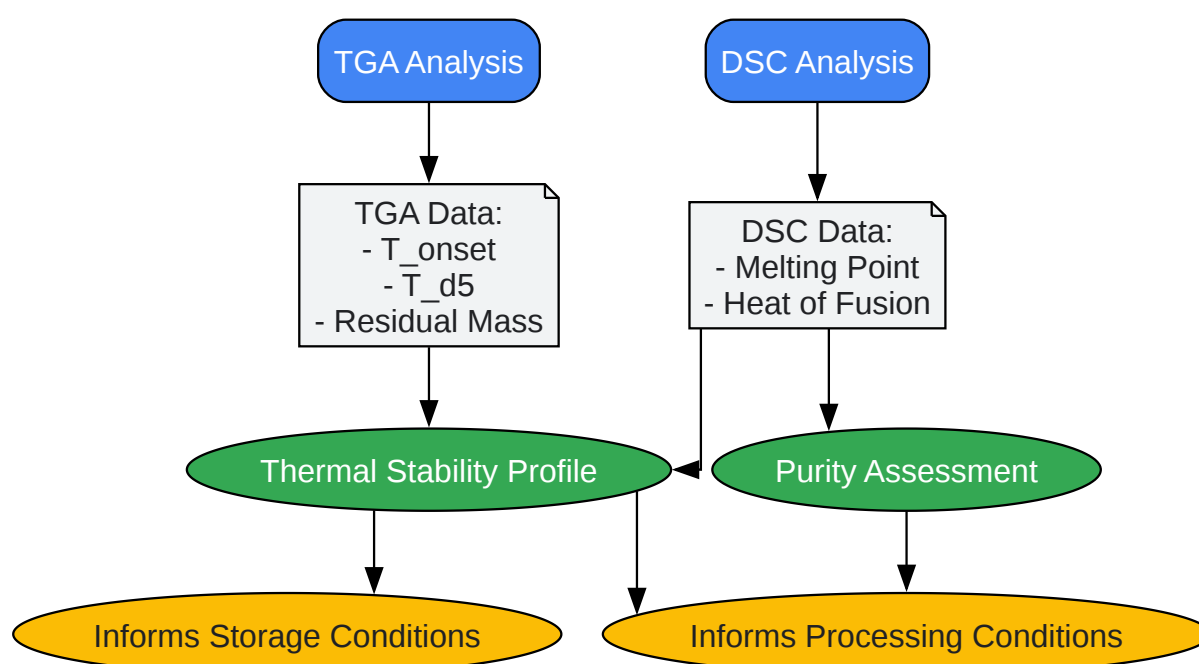 TGA Analysis
DSC Analysis
TGA Data:
- T_onset
- T_d5
- Residual Mass
DSC Data:
- Melting Point
- Heat of Fusion
Thermal Stability Profile
Purity Assessment
Informs Storage Conditions
Informs Processing Conditions